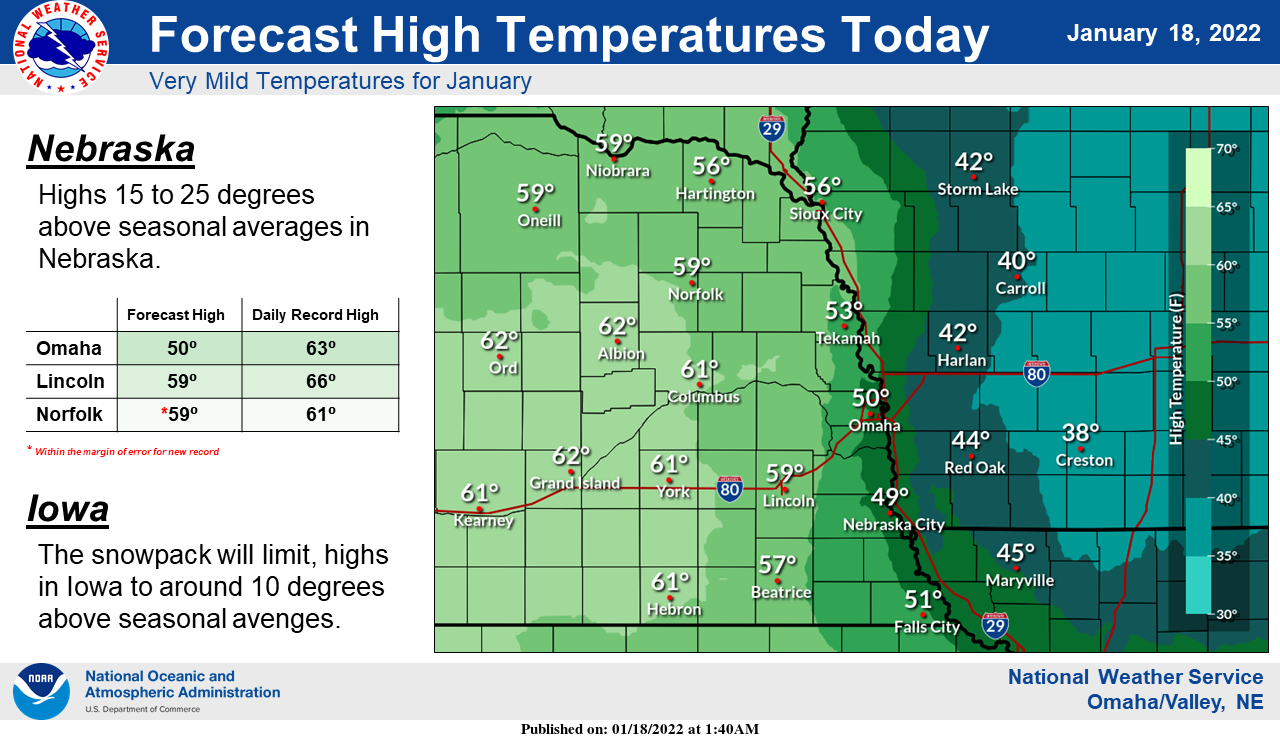 NATIONAL WEATHER SERVICE
Forecast High Temperatures Today
January 18, 2022
Very Mild Temperatures for January
Nebraska
Highs 15 to 25 degrees
above seasonal averages in
Nebraska.
Forecast High Daily Record High
Omaha 50º 63º
Lincoln 59º 66º
Norfolk *59º 61º
* Within the margin of error for new record
Iowa
The snowpack will limit, highs
in Iowa to around 10 degrees
above seasonal avenges.
29
59°
Niobrara
56°
Hartington
42°
Storm Lake
59°
Oneill
56°
Sioux City
59°
Norfolk
40°
Carroll
53°
Tekamah
62°
Ord
62°
Albion
42°
Harlan
61°
Columbus
80
50°
Omaha
44°
Red Oak
38°
Creston
62°
Grand Island
61°
York
80
59°
Lincoln
61°
Kearney
49°
Nebraska City
57°
Beatrice
45°
Maryville
61°
Hebron
51°
Falls City
29
High Temperature (F)
70°
65°
60°
55°
50°
45°
40°
35°
30°
NOAA
National Oceanic and
Atmospheric Administration
U.S. Department of Commerce
National Weather Service
Omaha/Valley, NE
Published on: 01/18/2022 at 1:40AM